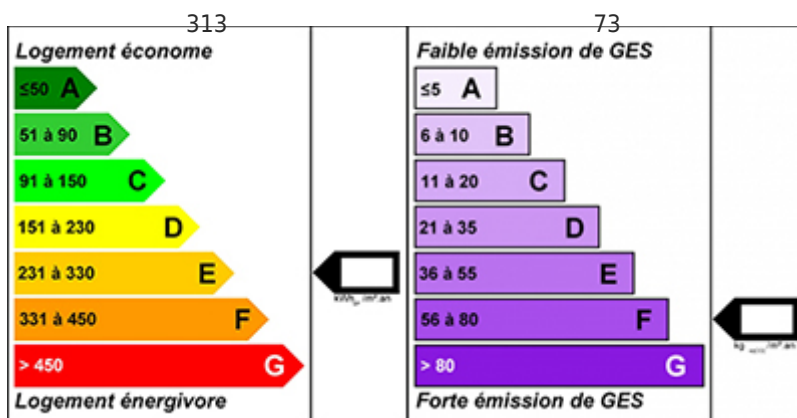 313
Logement économe
≤50 A
51 à 90 B
91 à 150 C
151 à 230 D
231 à 330 E
331 à 450 F
> 450 G
Logement énergivore
73
Faible émission de GES
≤5 A
6 à 10 B
11 à 20 C
21 à 35 D
36 à 55 E
56 à 80 F
> 80 G
Forte émission de GES